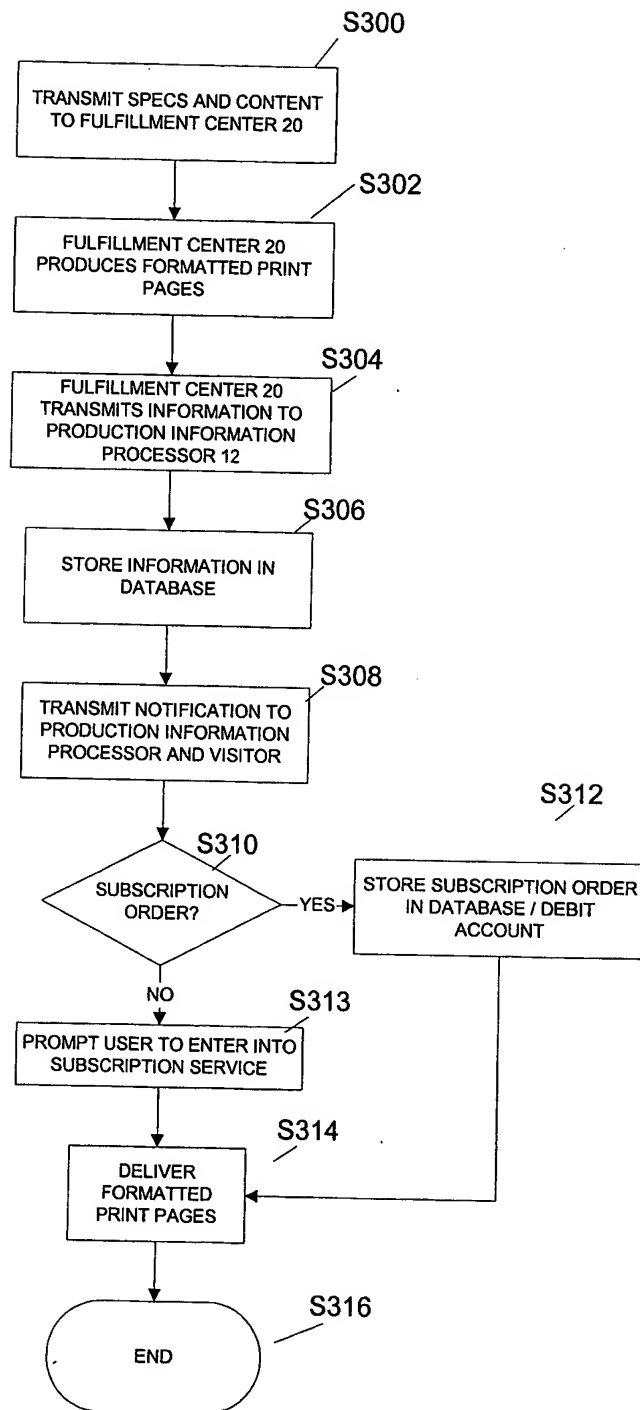 S300
TRANSMIT SPECS AND CONTENT
TO FULFILLMENT CENTER 20
S302
FULFILLMENT CENTER 20
PRODUCES FORMATTED PRINT
PAGES
S304
FULFILLMENT CENTER 20
TRANSMITS INFORMATION TO
PRODUCTION INFORMATION
PROCESSOR 12
S306
STORE INFORMATION IN
DATABASE
S308
TRANSMIT NOTIFICATION TO
PRODUCTION INFORMATION
PROCESSOR AND VISITOR
S310
SUBSCRIPTION
ORDER?
YES
S312
STORE SUBSCRIPTION ORDER
IN DATABASE / DEBIT
ACCOUNT
NO
S313
PROMPT USER TO ENTER INTO
SUBSCRIPTION SERVICE
S314
DELIVER
FORMATTED
PRINT PAGES
S316
END